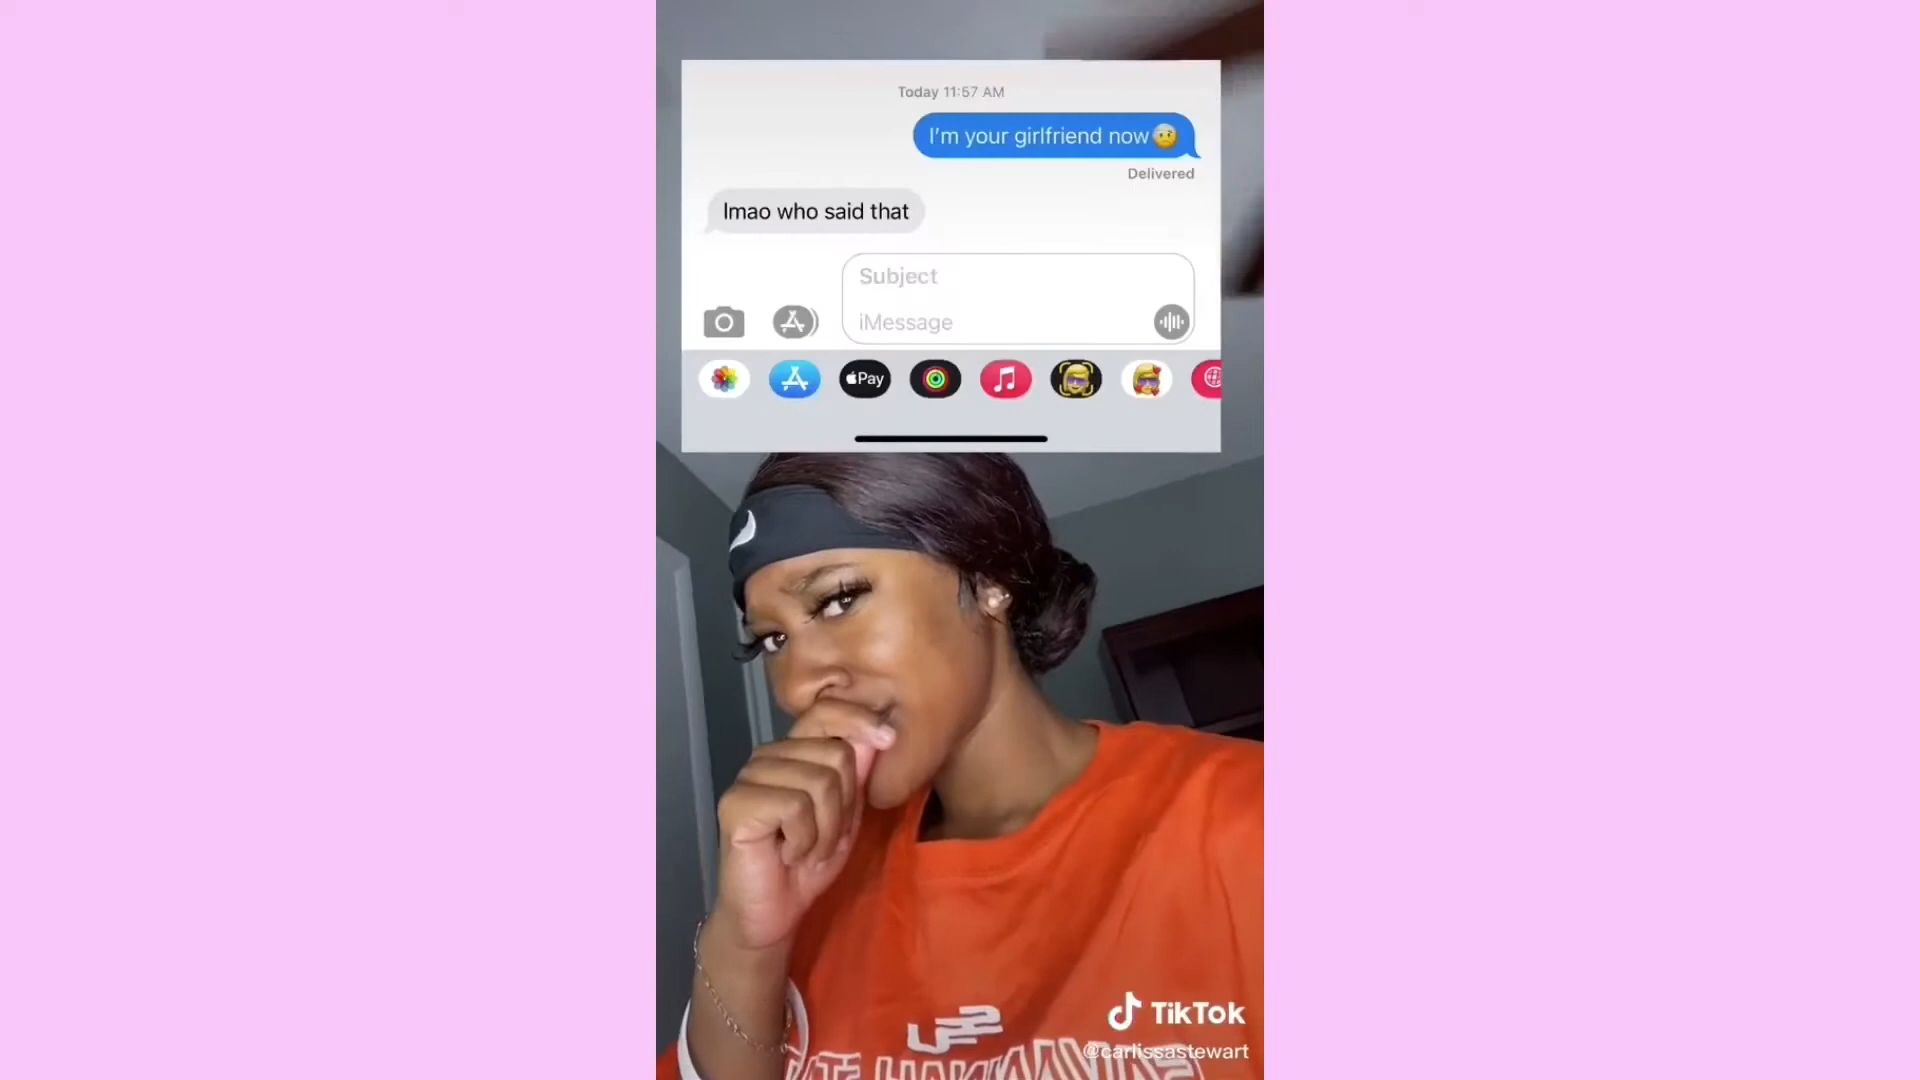 Today 11:57 AM
I'm your girlfriend now🤨
Delivered
lmao who said that
Subject
iMessage
Pay
TikTok
@carlissastewart